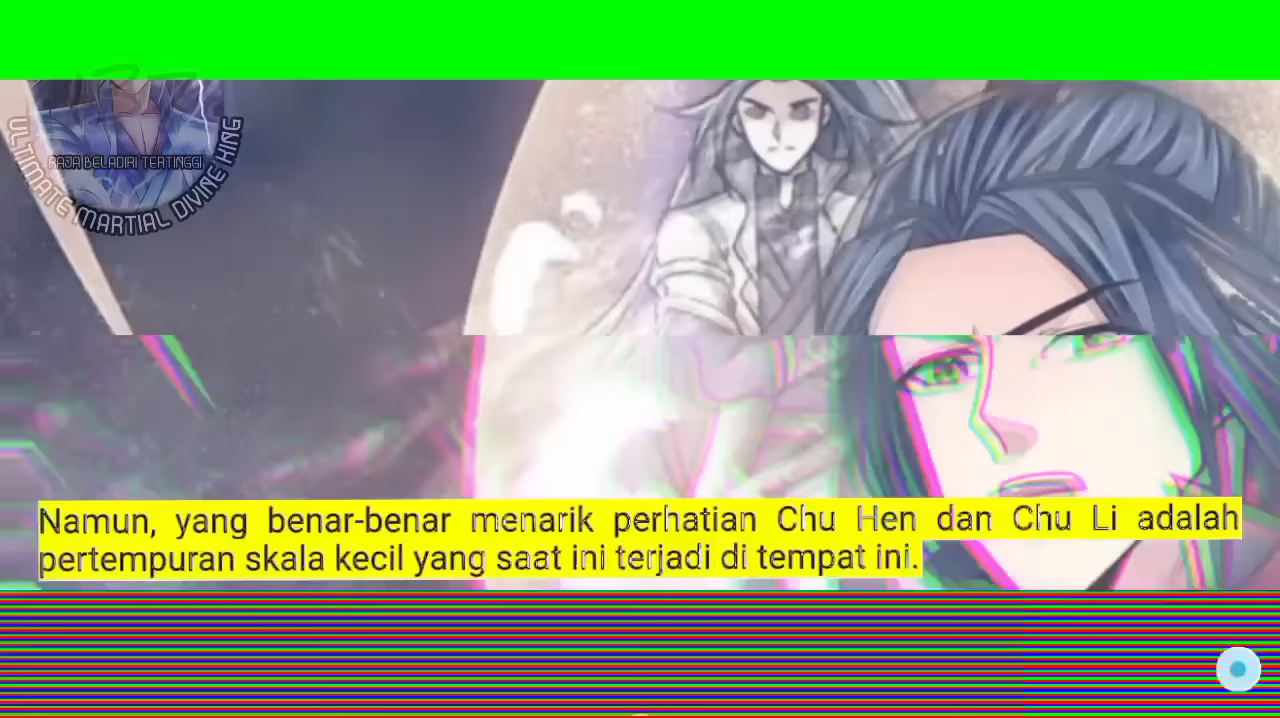 RAJA BELADIRI TERTINGGI
ULTIMATE MARTIAL DIVINE KING
Namun, yang benar-benar menarik perhatian Chu Hen dan Chu Li adalah
pertempuran skala kecil yang saat ini terjadi di tempat ini.